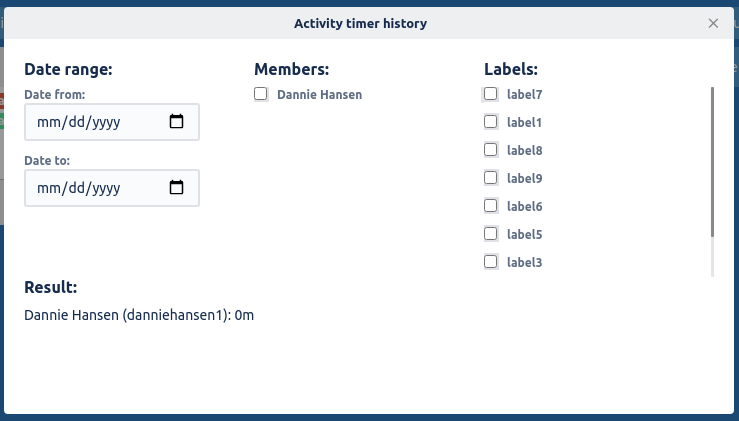 Activity timer history
Date range:
Date from:
mm/dd/yyyy
Date to:
mm/dd/yyyy
Members:
Dannie Hansen
Labels:
label7
label1
label8
label9
label6
label5
label3
Result:
Dannie Hansen (danniehansen1): 0m